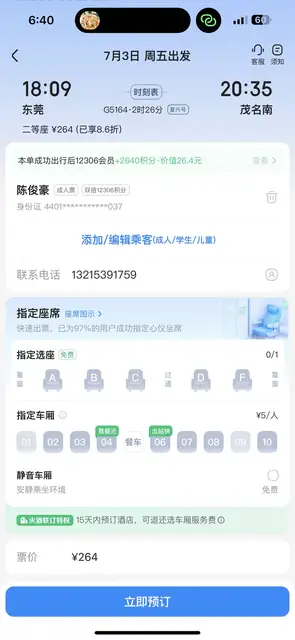 6:40
60
7月3日 周五出发
客服
须知
18:09
时刻表
20:35
东莞
G5164·2时26分
复兴号
茂名南
二等座 ¥264 (已享8.6折)
本单成功出行后12306会员+2640积分·价值26.4元
查看
陈俊豪
成人票
双倍12306积分
身份证 4401***********037
添加/编辑乘客(成人/学生/儿童)
联系电话
13215391759
指定座席
座席图示
快速出票，已为97%的用户成功指定心仪坐席
指定选座
免费
0/1
靠窗
A
B
C
过道
D
F
靠窗
指定车厢
¥5/人
01
02
03
04
餐车
06
07
08
09
10
出站快
静音车厢
安静乘坐环境
免费
火酒联订特权
15天内预订酒店，可退还选车厢服务费
票价
¥264
立即预订